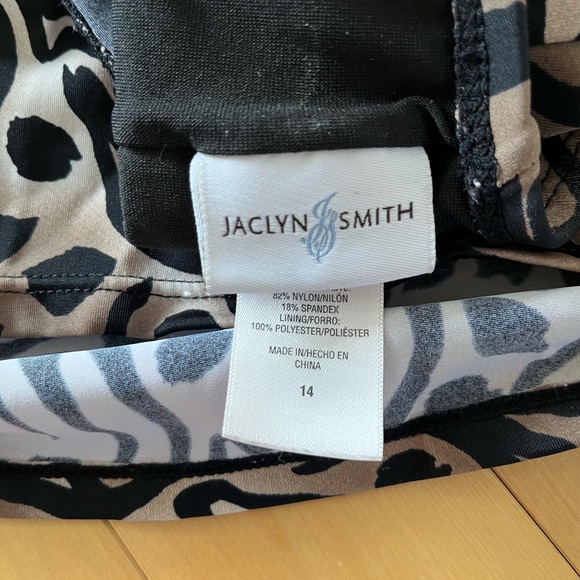 JACLYN SMITH
82% NYLON/NILÓN
18% SPANDEX
LINING/FORRO:
100% POLYESTER/POLIÉSTER
MADE IN/HECHO EN
CHINA
14